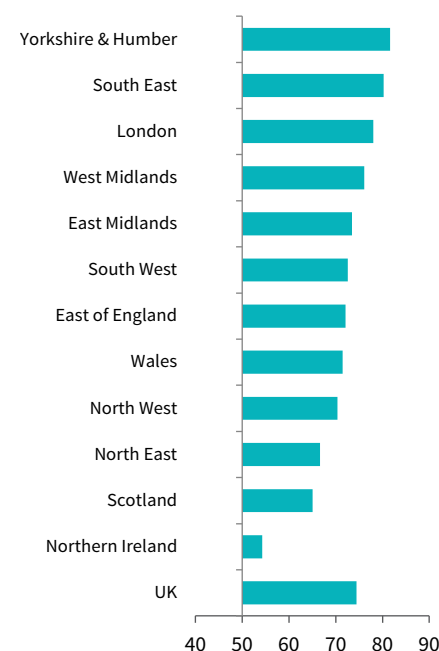 Yorkshire & Humber
South East
London
West Midlands
East Midlands
South West
East of England
Wales
North West
North East
Scotland
Northern Ireland
UK
40 50 60 70 80 90